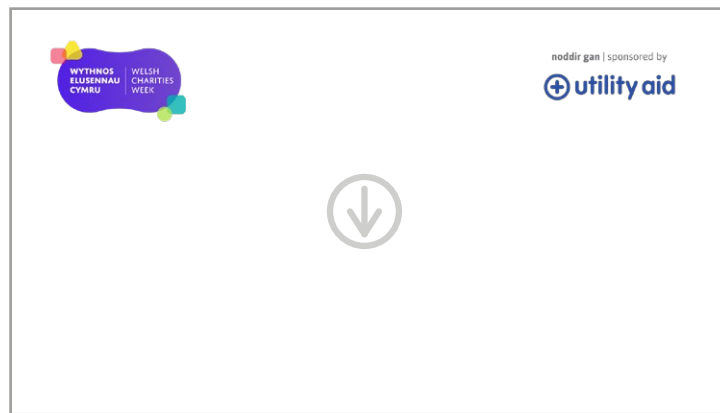 WYTHNOS
ELUSENNAU
CYMRU
WELSH
CHARITIES
WEEK
noddir gan | sponsored by
utility aid